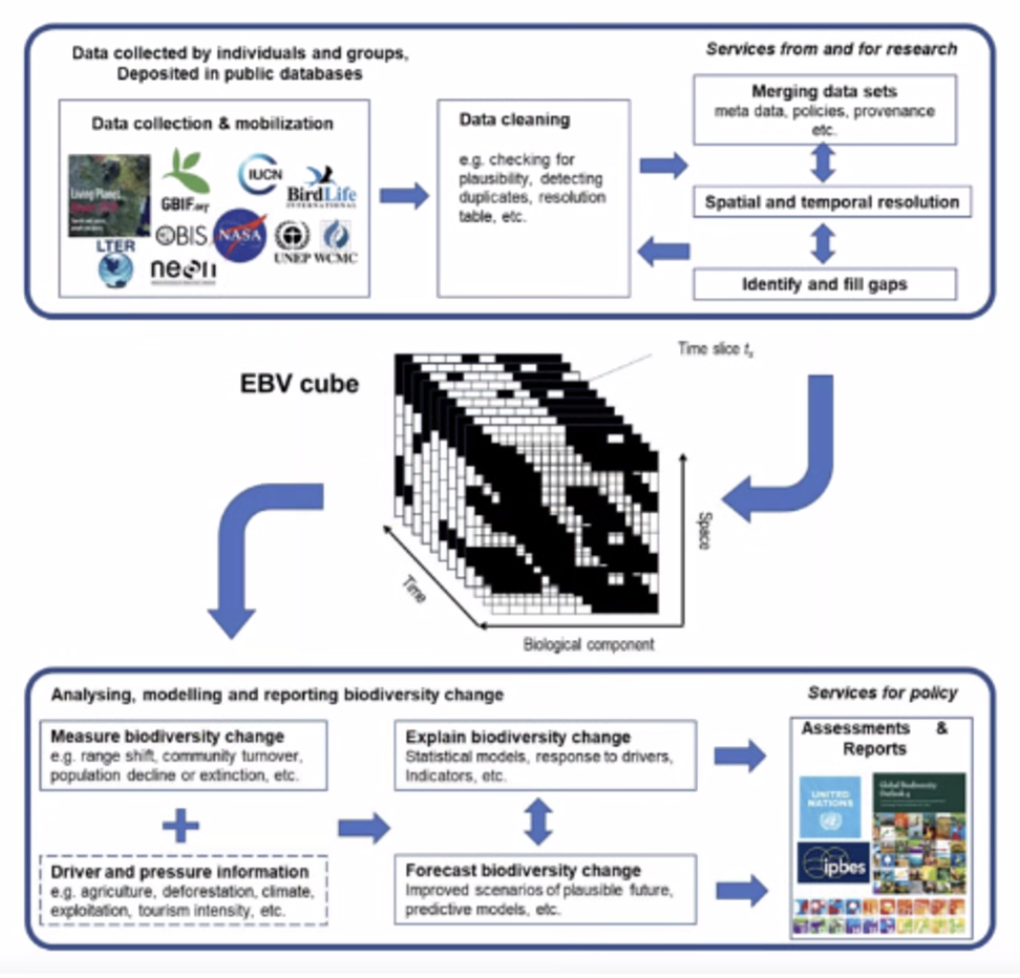 Data collected by individuals and groups,
Deposited in public databases
Services from and for research
Data collection & mobilization
Living Planet
GBIF.org
IUCN
BirdLife
INTERNATIONAL
OBIS
NASA
UNEP WCMC
LTER
neon
Data cleaning
e.g. checking for
plausibility, detecting
duplicates, resolution
table, etc.
Merging data sets
meta data, policies, provenance
etc.
Spatial and temporal resolution
Identify and fill gaps
EBV cube
Time slice
Space
Time
Biological component
Analysing, modelling and reporting biodiversity change
Services for policy
Measure biodiversity change
e.g. range shift, community turnover,
population decline or extinction, etc.
Driver and pressure information
e.g. agriculture, deforestation, climate,
exploitation, tourism intensity, etc.
Explain biodiversity change
Statistical models, response to drivers,
Indicators, etc.
Forecast biodiversity change
Improved scenarios of plausible future,
predictive models, etc.
Assessments &
Reports
UNITED
NATIONS
Global Biodiversity
Outlook 4
ipbes